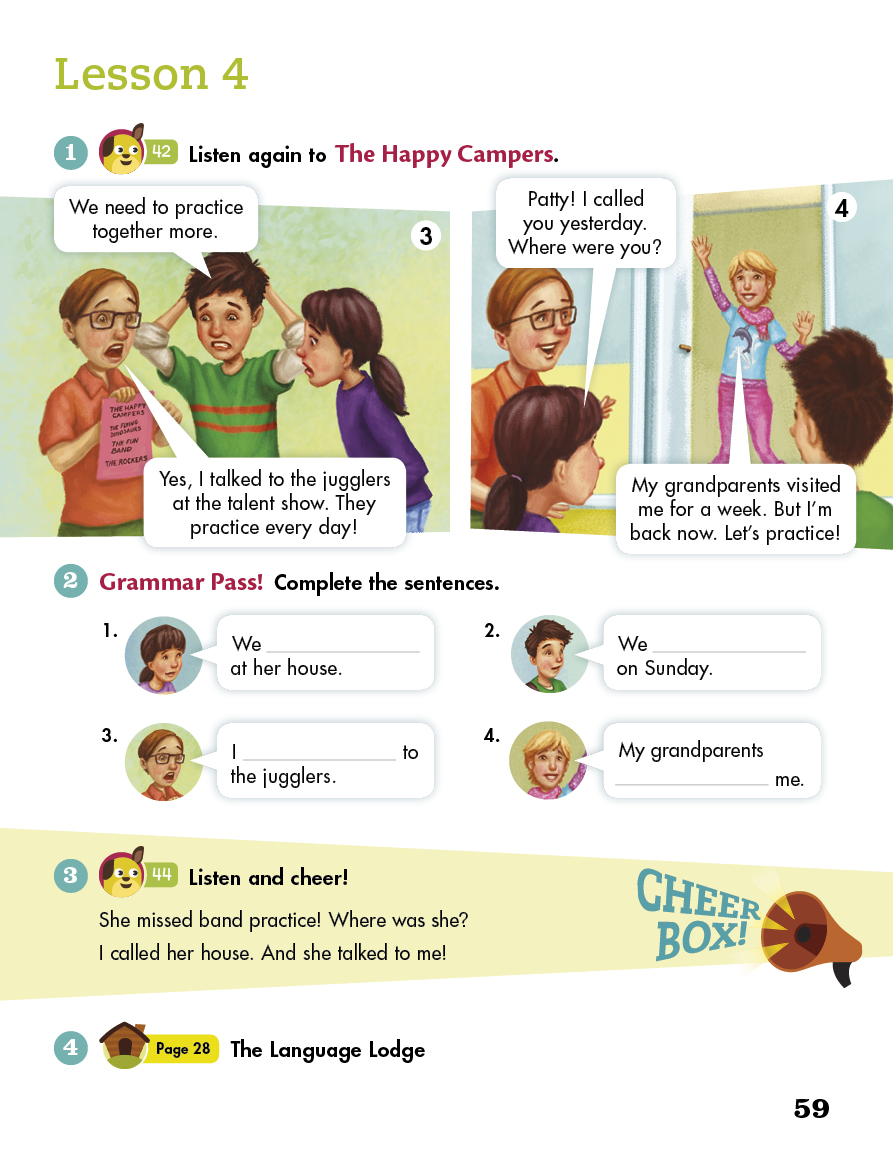 Lesson 4
1
42
Listen again to The Happy Campers.
We need to practice
together more.
3
THE HAPPY
CAMPERS
THE FLYING
DINOSAURS
THE FUN
BAND
THE ROCKERS
Yes, I talked to the jugglers
at the talent show. They
practice every day!
Patty! I called
you yesterday.
Where were you?
4
My grandparents visited
me for a week. But I'm
back now. Let's practice!
2
Grammar Pass! Complete the sentences.
1.
We
at her house.
2.
We
on Sunday.
3.
I to
the jugglers.
4.
My grandparents
me.
3
44
Listen and cheer!
She missed band practice! Where was she?
I called her house. And she talked to me!
CHEER
BOX!
4
Page 28
The Language Lodge
59